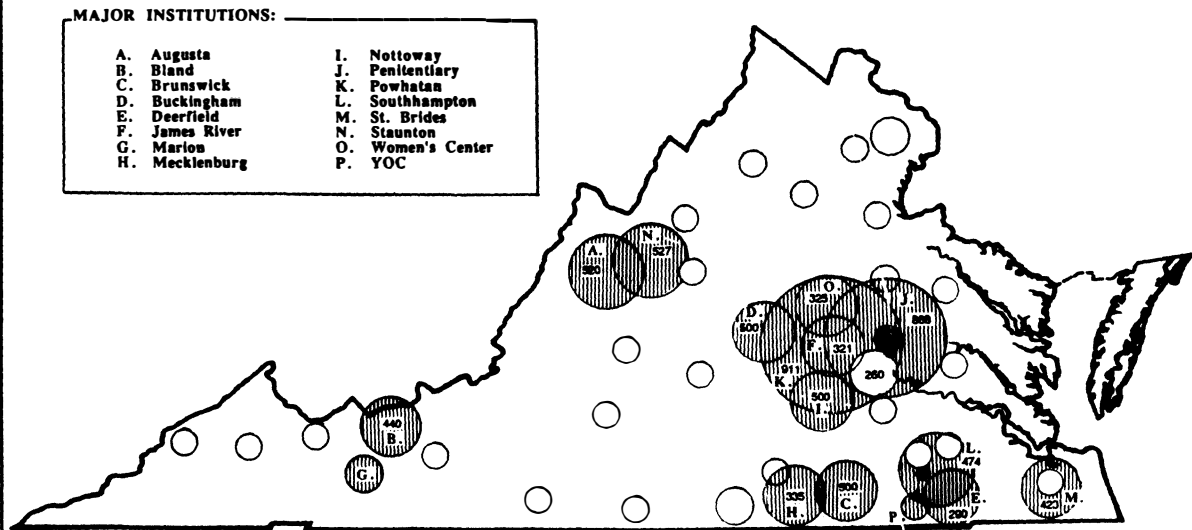 MAJOR INSTITUTIONS:
A. Augusta
B. Bland
C. Brunswick
D. Buckingham
E. Deerfield
F. James River
G. Marion
H. Mecklenburg
I. Nottoway
J. Penitentiary
K. Powhatan
L. Southhampton
M. St. Brides
N. Staunton
O. Women's Center
P. YOC
N.
527
A.
O.
325
J.
D.
500
F.
321
911
K.
260
500
I.
440
B.
G.
L.
474
335
H.
500
C.
E.
290
P
M.
423